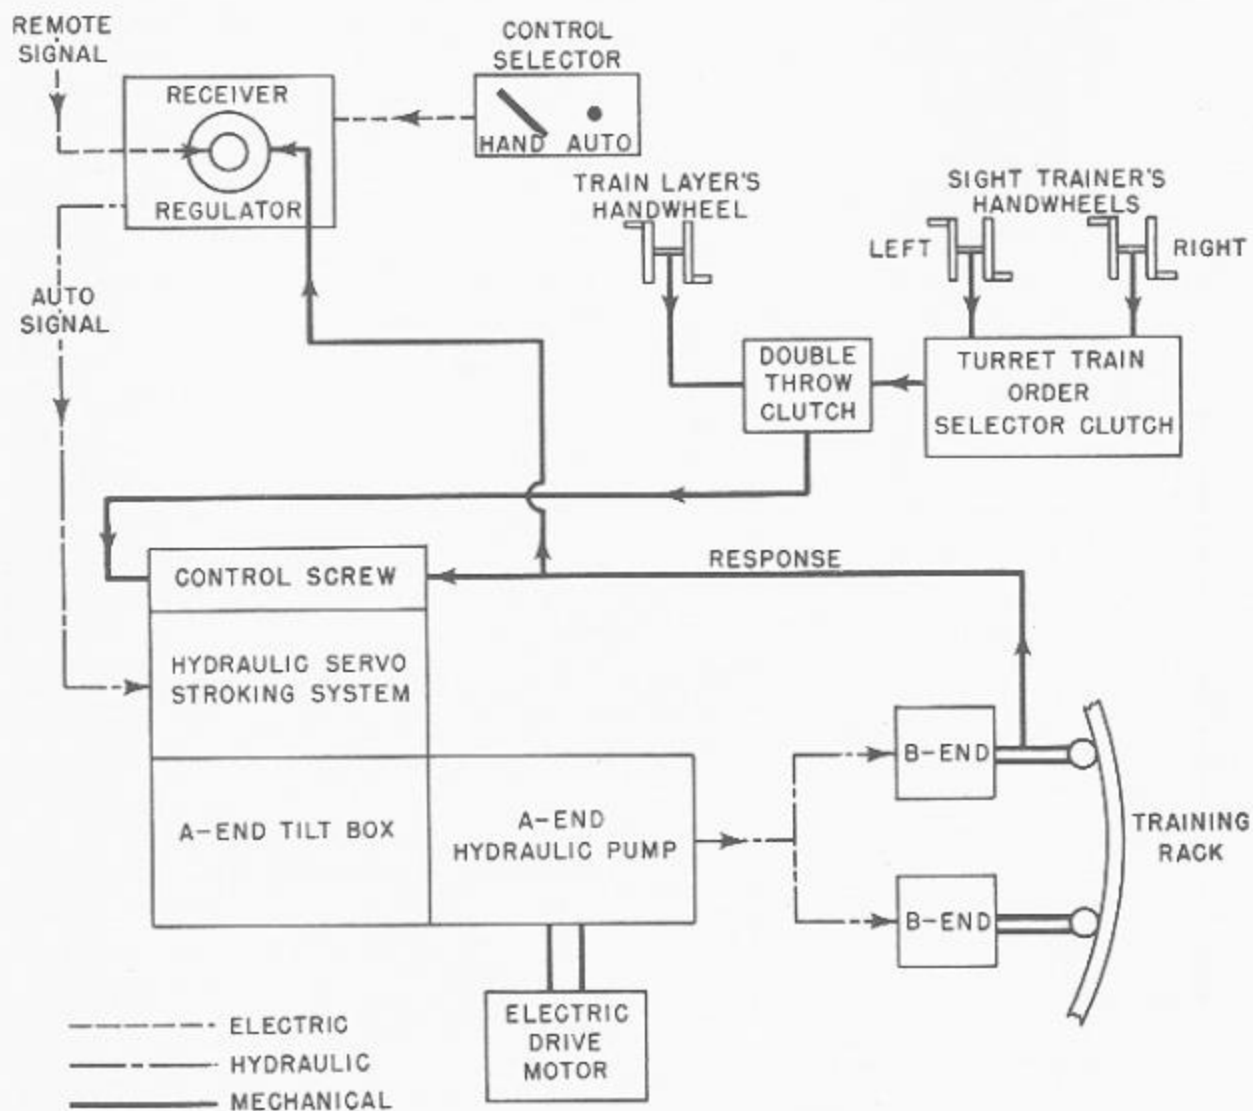 REMOTE
SIGNAL
CONTROL
SELECTOR
RECEIVER
HAND AUTO
REGULATOR
TRAIN LAYER'S
HANDWHEEL
SIGHT TRAINER'S
HANDWHEELS
LEFT
RIGHT
AUTO
SIGNAL
DOUBLE
THROW
CLUTCH
TURRET TRAIN
ORDER
SELECTOR CLUTCH
RESPONSE
CONTROL SCREW
HYDRAULIC SERVO
STROKING SYSTEM
A-END TILT BOX
A-END
HYDRAULIC PUMP
B-END
B-END
TRAINING
RACK
ELECTRIC
DRIVE
MOTOR
ELECTRIC
HYDRAULIC
MECHANICAL